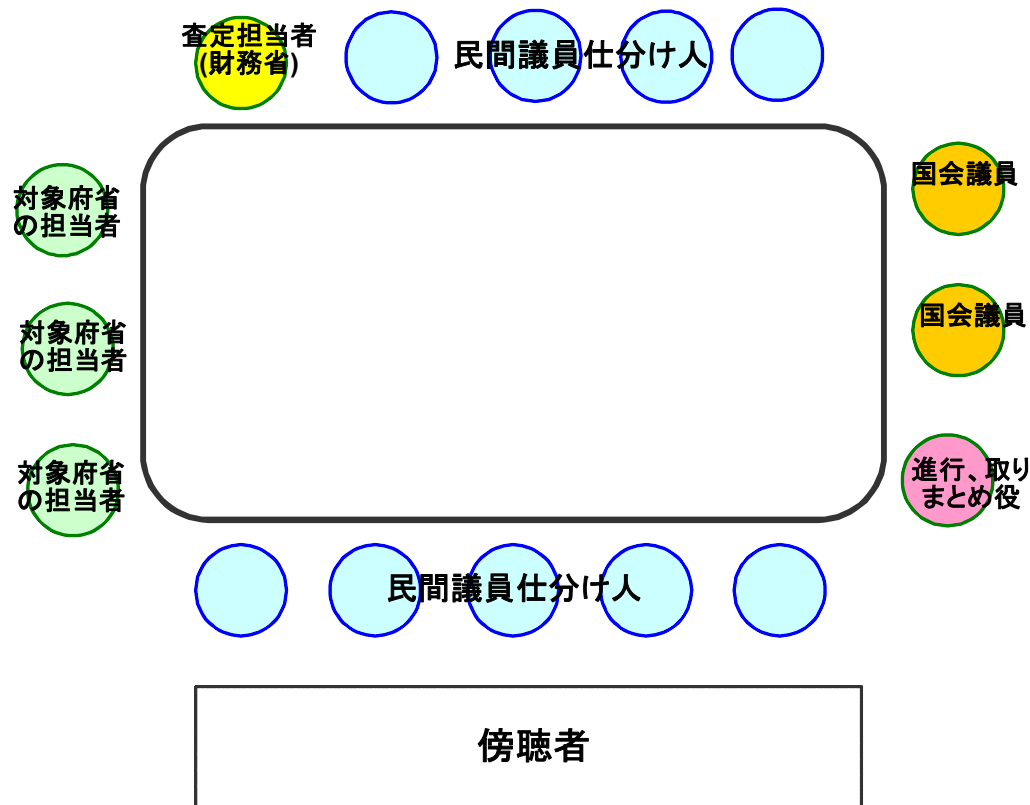 査定担当者
(財務省)
民間議員仕分け人
対象府省
の担当者
国会議員
対象府省
の担当者
国会議員
対象府省
の担当者
進行、取り
まとめ役
民間議員仕分け人
傍聴者